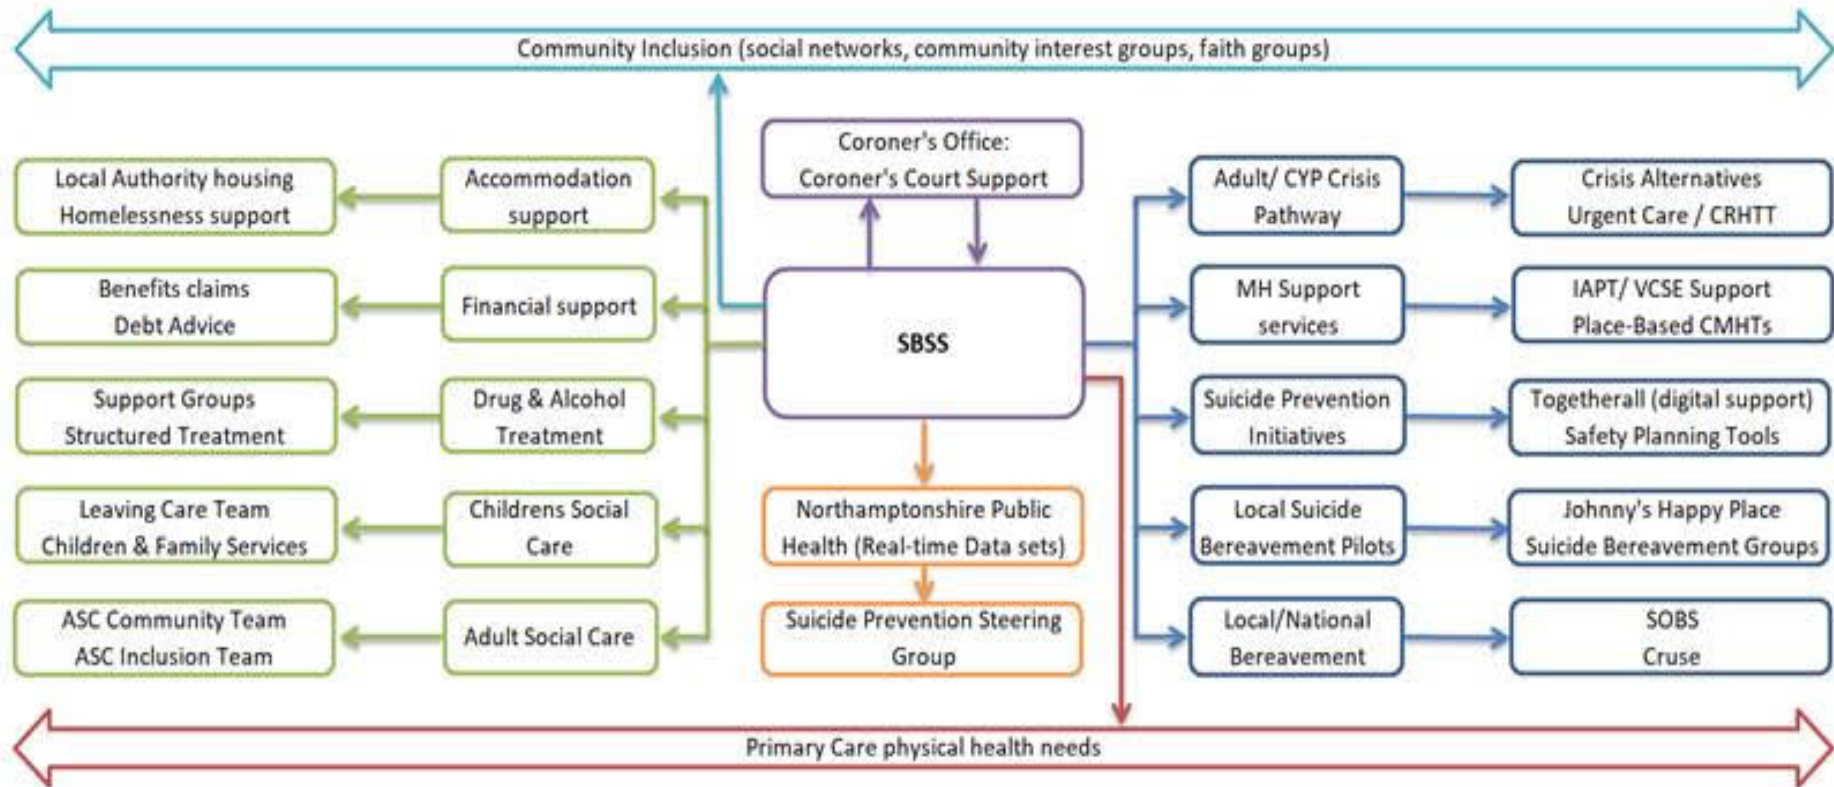 Community Inclusion (social networks, community interest groups, faith groups)
Coroner's Office:
Coroner's Court Support
SBSS
Local Authority housing
Homelessness support
Accommodation
support
Benefits claims
Debt Advice
Financial support
Support Groups
Structured Treatment
Drug & Alcohol
Treatment
Leaving Care Team
Children & Family Services
Childrens Social
Care
ASC Community Team
ASC Inclusion Team
Adult Social Care
Northamptonshire Public
Health (Real-time Data sets)
Suicide Prevention Steering
Group
Adult/ CYP Crisis
Pathway
Crisis Alternatives
Urgent Care / CRHTT
MH Support
services
IAPT/ VCSE Support
Place-Based CMHTs
Suicide Prevention
Initiatives
Togetherall (digital support)
Safety Planning Tools
Local Suicide
Bereavement Pilots
Johnny's Happy Place
Suicide Bereavement Groups
Local/National
Bereavement
SOBS
Cruse
Primary Care physical health needs